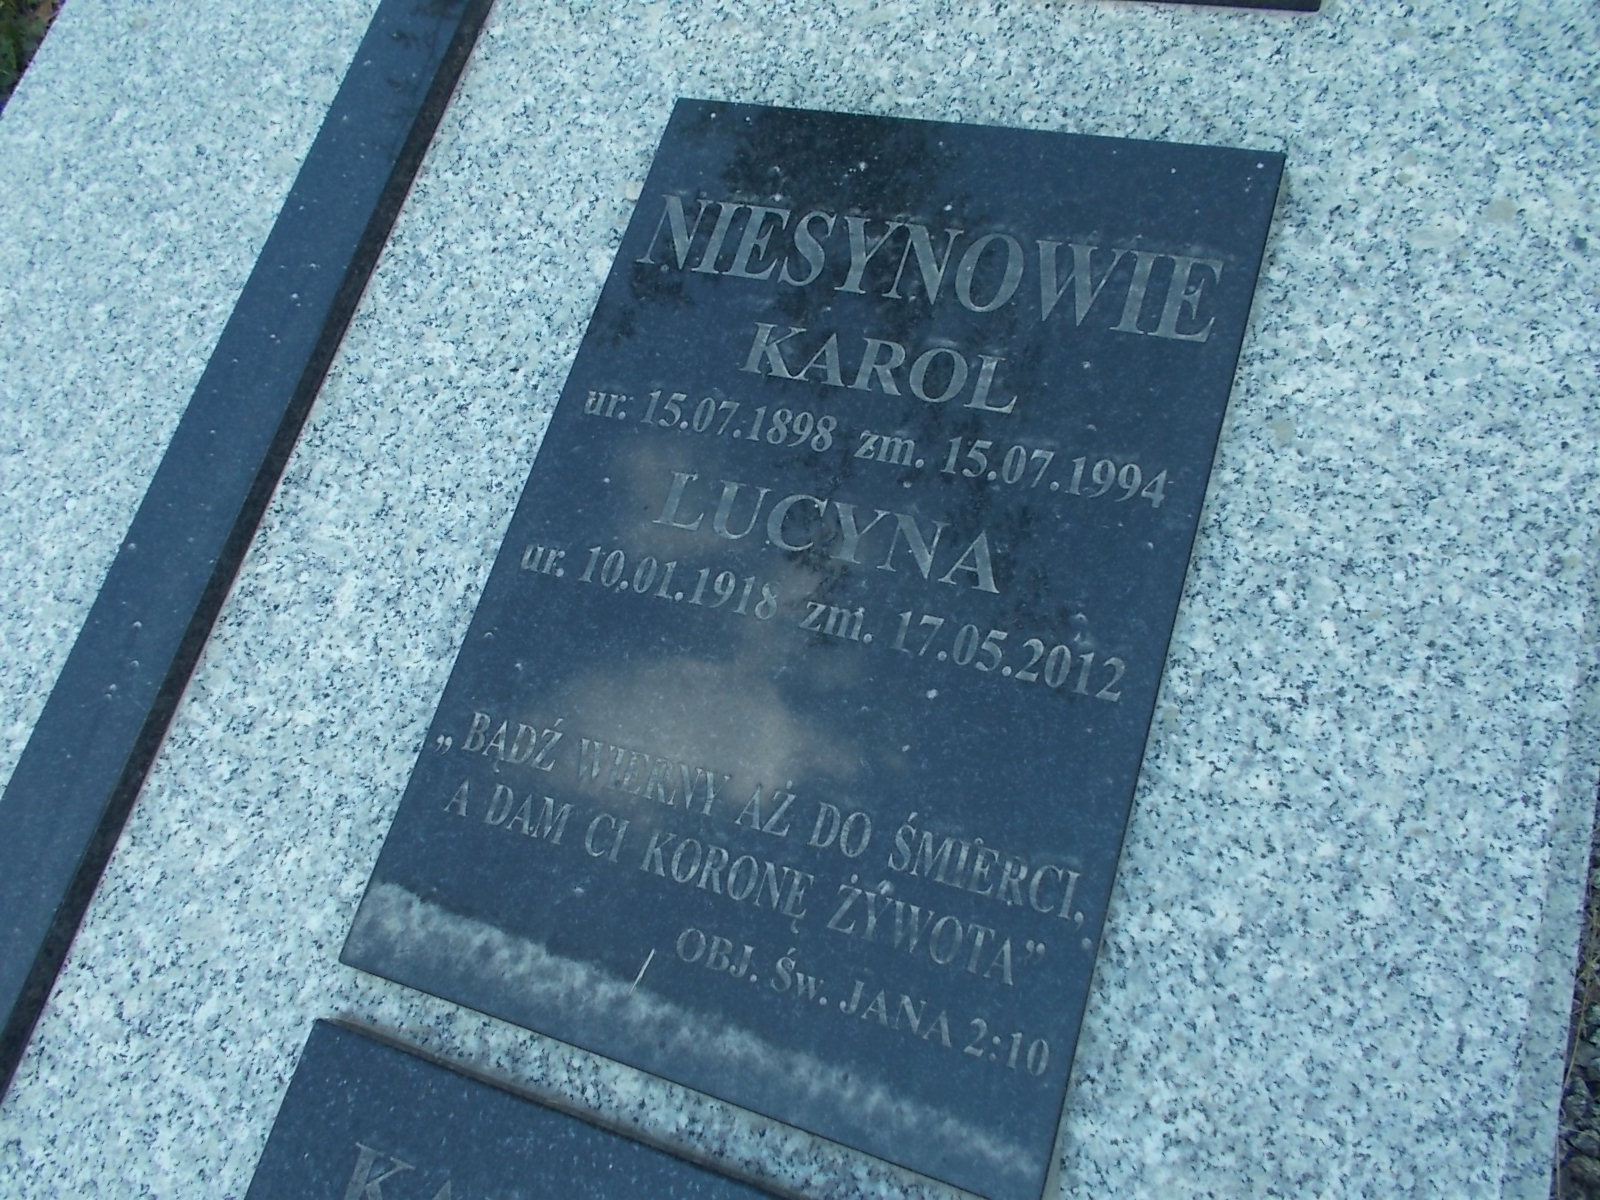 NIESYNOWIE
KAROL
ur. 15.07.1898 zm. 15.07.1994
LUCYNA
ur. 10.01.1918 zm. 17.05.2012
„BĄDŹ WIERNY AŻ DO ŚMIERCI,
A DAM CI KORONĘ ŻYWOTA”
OBJ. Św. JANA 2:10